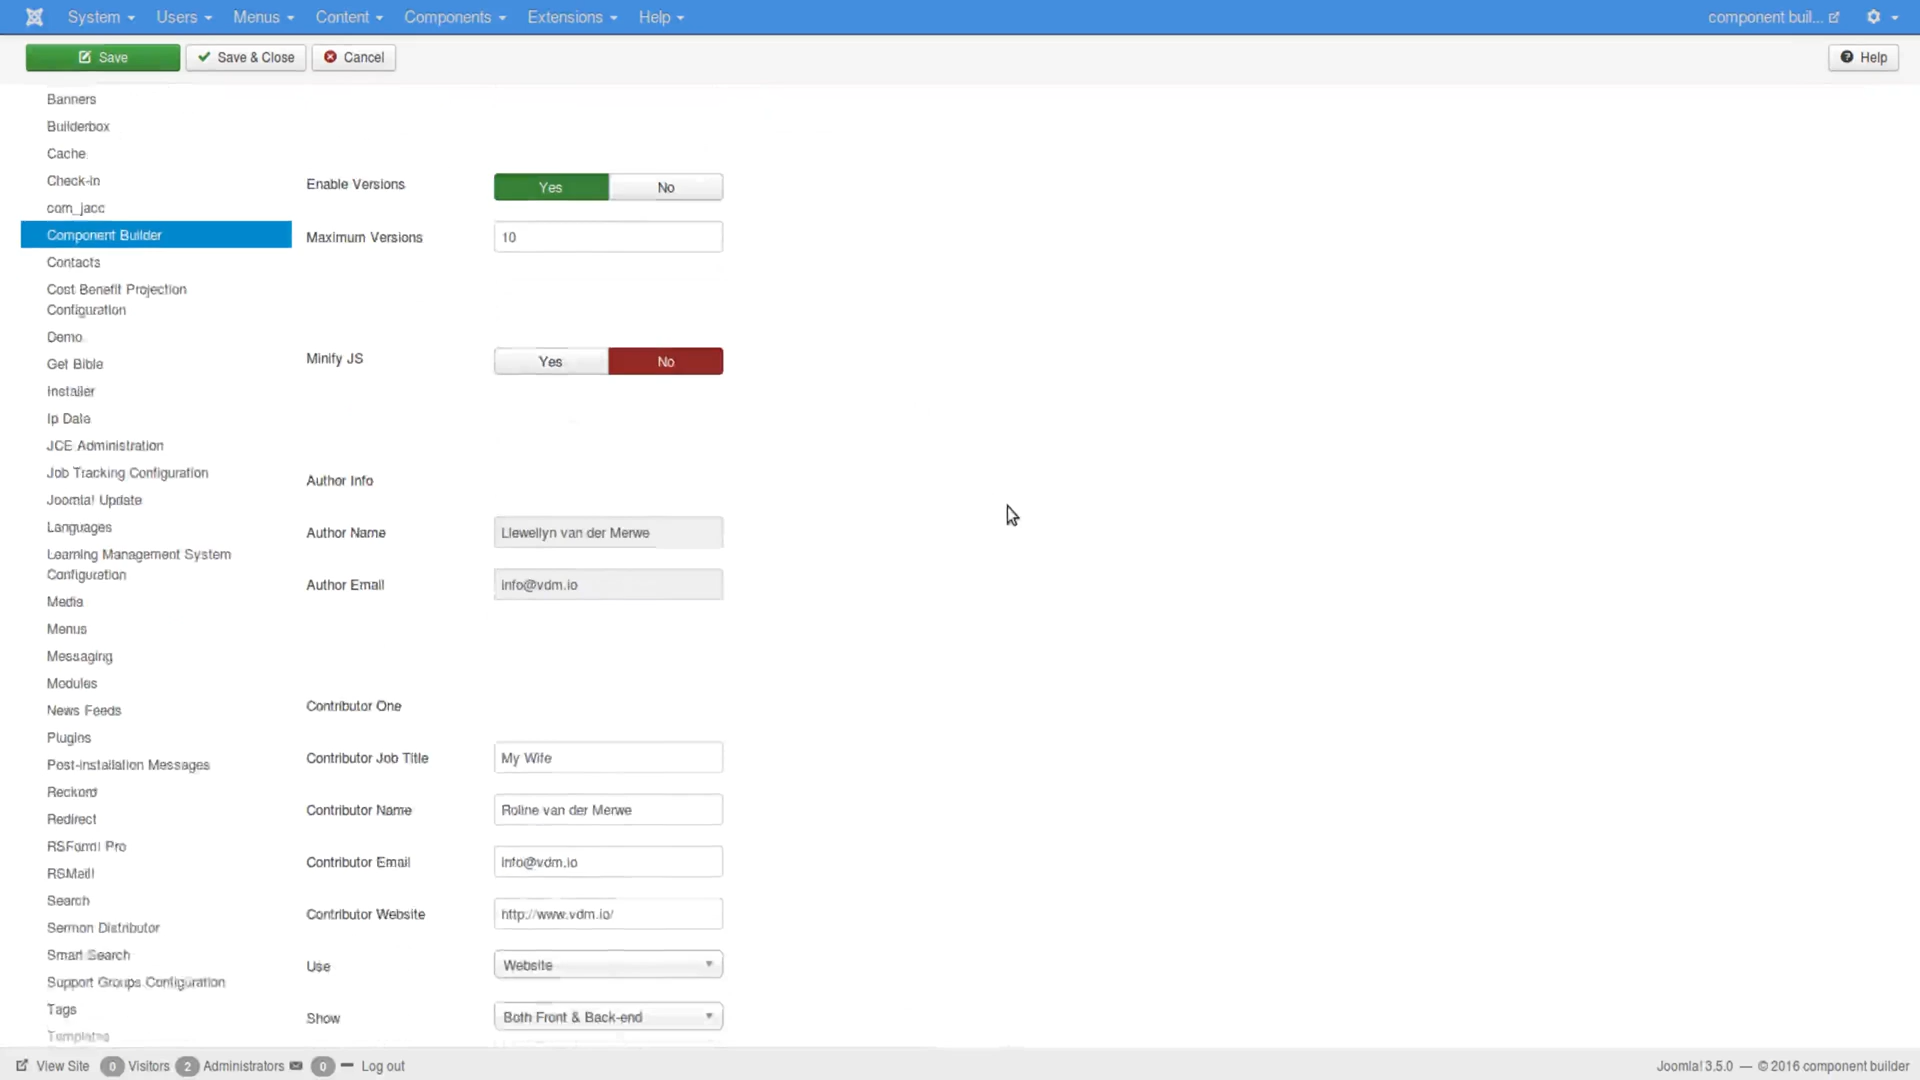 System Users Menus Content Components Extensions Help component buil...
Save Save & Close Cancel Help
Banners
Builderbox
Cache
Check-in
com_jacc
Component Builder
Contacts
Cost Benefit Projection
Configuration
Demo
Get Bible
Installer
Ip Data
JCE Administration
Job Tracking Configuration
Joomla! Update
Languages
Learning Management System
Configuration
Media
Menus
Messaging
Modules
News Feeds
Plugins
Post-installation Messages
Reckord
Redirect
RSForm! Pro
RSMail!
Search
Sermon Distributor
Smart Search
Support Groups Configuration
Tags
Templates
Enable Versions Yes No
Maximum Versions 10
Minify JS Yes No
Author Info
Author Name Llewellyn van der Merwe
Author Email info@vdm.io
Contributor One
Contributor Job Title My Wife
Contributor Name Roline van der Merwe
Contributor Email info@vdm.io
Contributor Website http://www.vdm.io/
Use Website
Show Both Front & Back-end
View Site 0 Visitors 2 Administrators 0 Log out Joomla! 3.5.0 — © 2016 component builder